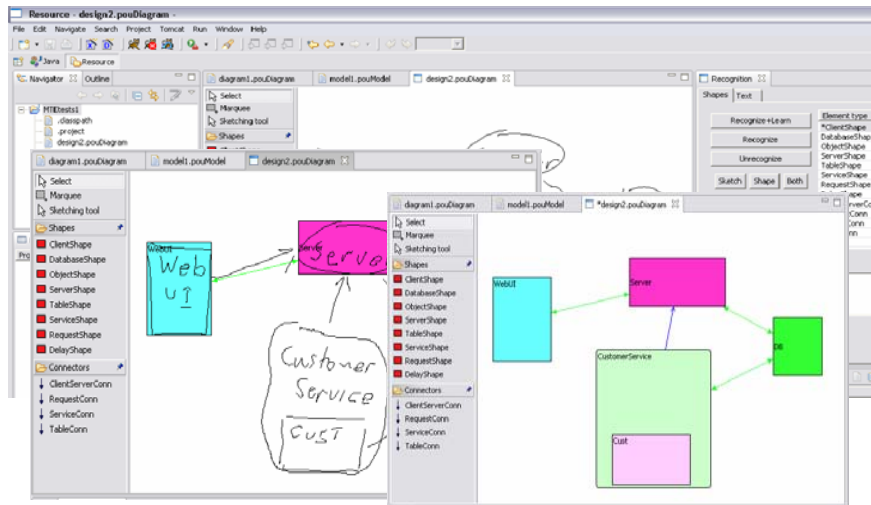 Resource - design2.pouDiagram -
File Edit Navigate Search Project Tomcat Run Window Help
Java Resource
Navigator Outline
MTEtests1
.classpath
.project
design2.pouDiagram
diagram1.pouDiagram model1.pouModel design2.pouDiagram
Select
Marquee
Sketching tool
Shapes
Recognition
Shapes Text
Recognize+Learn
Recognize
Unrecognize
Sketch Shape Both
Element type
*ClientShape
DatabaseShap
ObjectShape
ServerShape
TableShape
ServiceShape
RequestShape
diagram1.pouDiagram model1.pouModel design2.pouDiagram
Select
Marquee
Sketching tool
Shapes
ClientShape
DatabaseShape
ObjectShape
ServerShape
TableShape
ServiceShape
RequestShape
DelayShape
Connectors
ClientServerConn
RequestConn
ServiceConn
TableConn
WebUI
Web
UI
Server
Customer
Service
CUST
diagram1.pouDiagram model1.pouModel *design2.pouDiagram
Select
Marquee
Sketching tool
Shapes
ClientShape
DatabaseShape
ObjectShape
ServerShape
TableShape
ServiceShape
RequestShape
DelayShape
Connectors
ClientServerConn
RequestConn
ServiceConn
TableConn
WebUI
Server
DB
CustomerService
Cust